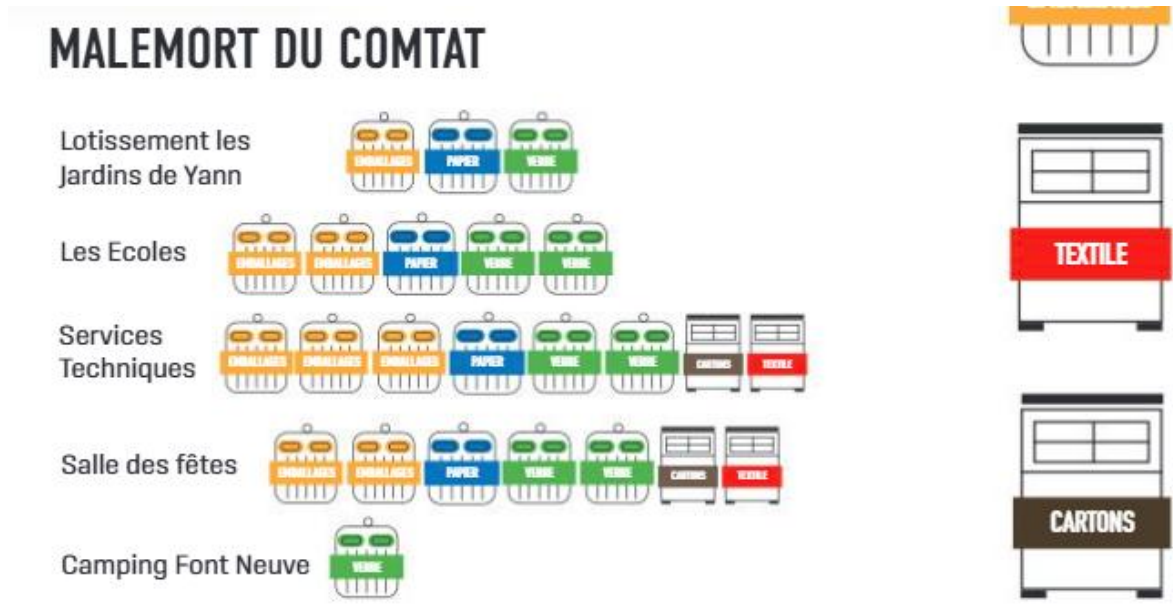 MALEMORT DU COMTAT
Lotissement les
Jardins de Yann
EMBALLAGES PAPIER VERRE
Les Ecoles
EMBALLAGES EMBALLAGES PAPIER VERRE VERRE
Services
Techniques
EMBALLAGES EMBALLAGES EMBALLAGES PAPIER VERRE VERRE CARTONS TEXTILE
Salle des fêtes
EMBALLAGES EMBALLAGES PAPIER VERRE VERRE CARTONS TEXTILE
Camping Font Neuve
VERRE
TEXTILE
CARTONS